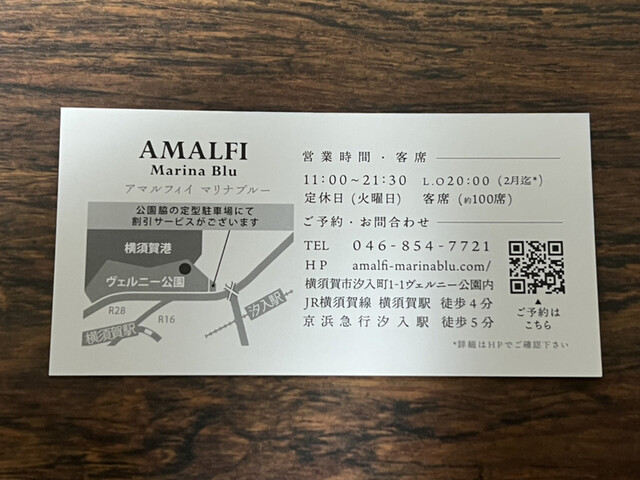 AMALFI
Marina Blu
アマルフィイ マリナブルー
公園脇の定型駐車場にて
割引サービスがございます
横須賀港
ヴェルニー公園
R28
R16
横須賀駅
汐入駅
営業時間・客席
11:00〜21:30 L.O20:00 (2月迄*)
定休日 (火曜日) 客席 (約100席)
ご予約・お問合わせ
TEL 046-854-7721
HP amalfi-marinablu.com/
横須賀市汐入町1-1ヴェルニー公園内
JR横須賀線 横須賀駅 徒歩4分
京浜急行汐入駅 徒歩5分
▲
ご予約は
こちら
*詳細はHPでご確認下さい